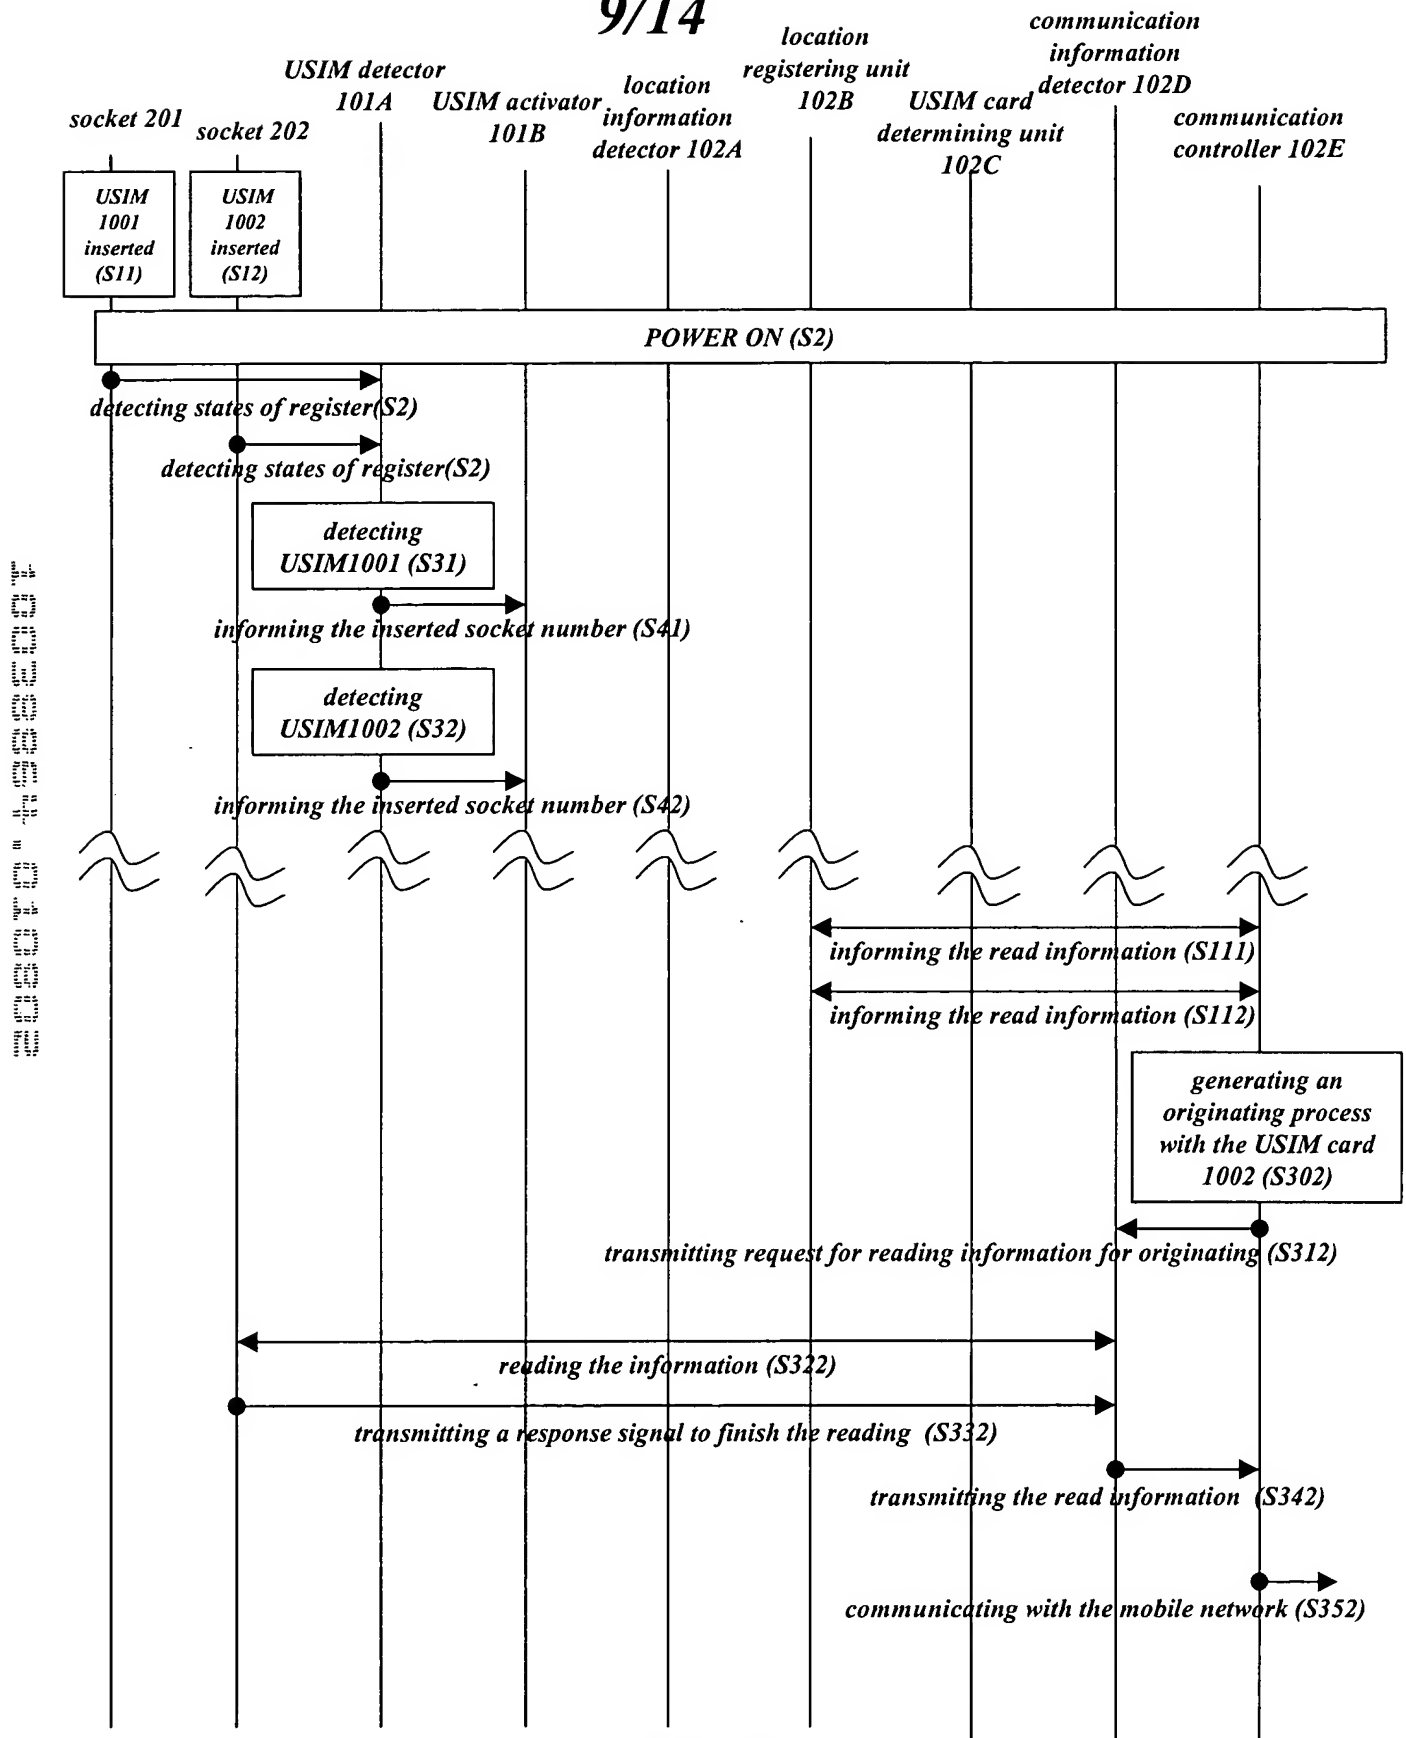 9/14
socket 201
socket 202
USIM detector
101A
USIM activator
101B
location
information
detector 102A
location
registering unit
102B
USIM card
determining unit
102C
communication
information
detector 102D
communication
controller 102E
USIM
1001
inserted
(S11)
USIM
1002
inserted
(S12)
POWER ON (S2)
detecting states of register(S2)
detecting states of register(S2)
detecting
USIM1001 (S31)
informing the inserted socket number (S41)
detecting
USIM1002 (S32)
informing the inserted socket number (S42)
informing the read information (S111)
informing the read information (S112)
generating an
originating process
with the USIM card
1002 (S302)
transmitting request for reading information for originating (S312)
reading the information (S322)
transmitting a response signal to finish the reading (S332)
transmitting the read information (S342)
communicating with the mobile network (S352)
10038864.010802